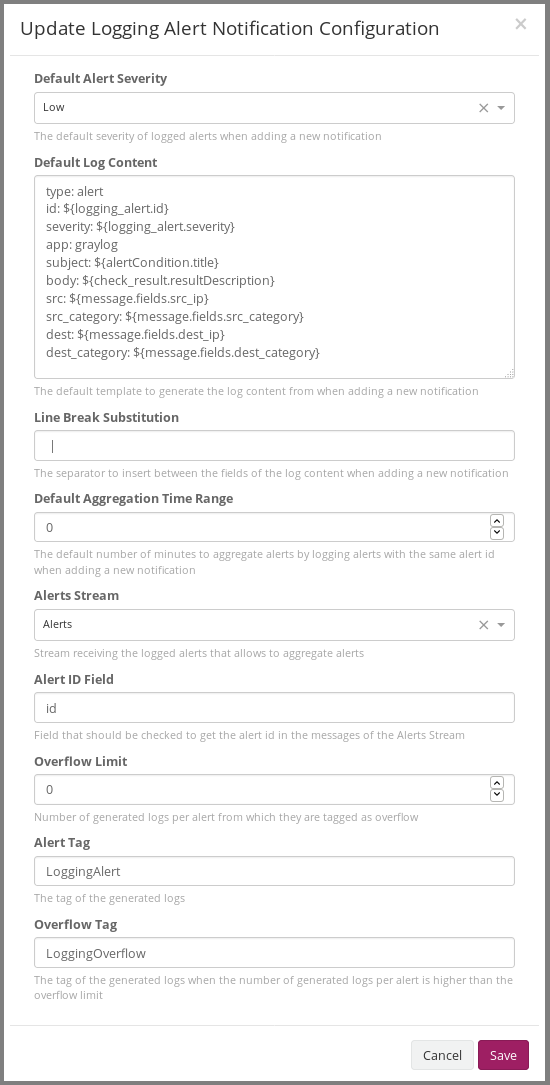 Update Logging Alert Notification Configuration
×
Default Alert Severity
Low ×
The default severity of logged alerts when adding a new notification
Default Log Content
type: alert
id: ${logging_alert.id}
severity: ${logging_alert.severity}
app: graylog
subject: ${alertCondition.title}
body: ${check_result.resultDescription}
src: ${message.fields.src_ip}
src_category: ${message.fields.src_category}
dest: ${message.fields.dest_ip}
dest_category: ${message.fields.dest_category}
The default template to generate the log content from when adding a new notification
Line Break Substitution
|
The separator to insert between the fields of the log content when adding a new notification
Default Aggregation Time Range
0
The default number of minutes to aggregate alerts by logging alerts with the same alert id
when adding a new notification
Alerts Stream
Alerts ×
Stream receiving the logged alerts that allows to aggregate alerts
Alert ID Field
id
Field that should be checked to get the alert id in the messages of the Alerts Stream
Overflow Limit
0
Number of generated logs per alert from which they are tagged as overflow
Alert Tag
LoggingAlert
The tag of the generated logs
Overflow Tag
LoggingOverflow
The tag of the generated logs when the number of generated logs per alert is higher than the
overflow limit
Cancel Save